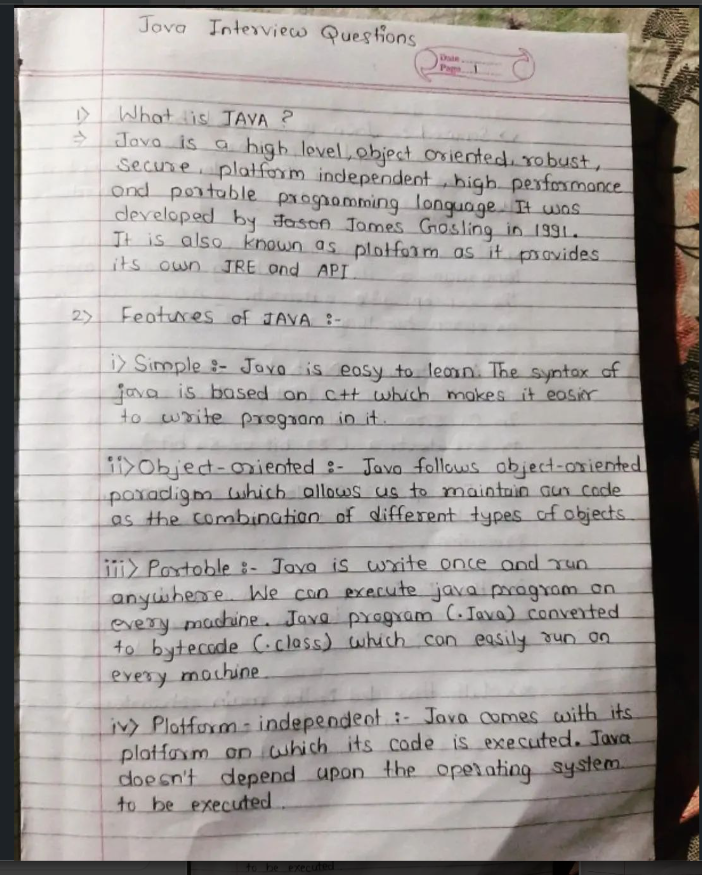 Java Interview Questions
Date
Page 1
1> What is JAVA ?
⇒ Java is a high level, object oriented, robust,
secure, platform independent, high performance
and portable programming language. It was
developed by Jason James Gosling in 1991.
It is also known as platform as it provides
its own JRE and API.
2> Features of JAVA :-
i> Simple :- Java is easy to learn. The syntax of
java is based on c++ which makes it easier
to write program in it.
ii> Object-oriented :- Java follows object-oriented
paradigm which allows us to maintain our code
as the combination of different types of objects.
iii> Portable :- Java is write once and run
anywhere. We can execute java program on
every machine. Java program (.Java) converted
to bytecode (.class) which can easily run on
every machine.
iv> Platform-independent :- Java comes with its
platform on which its code is executed. Java
doesn't depend upon the operating system
to be executed.
to be executed